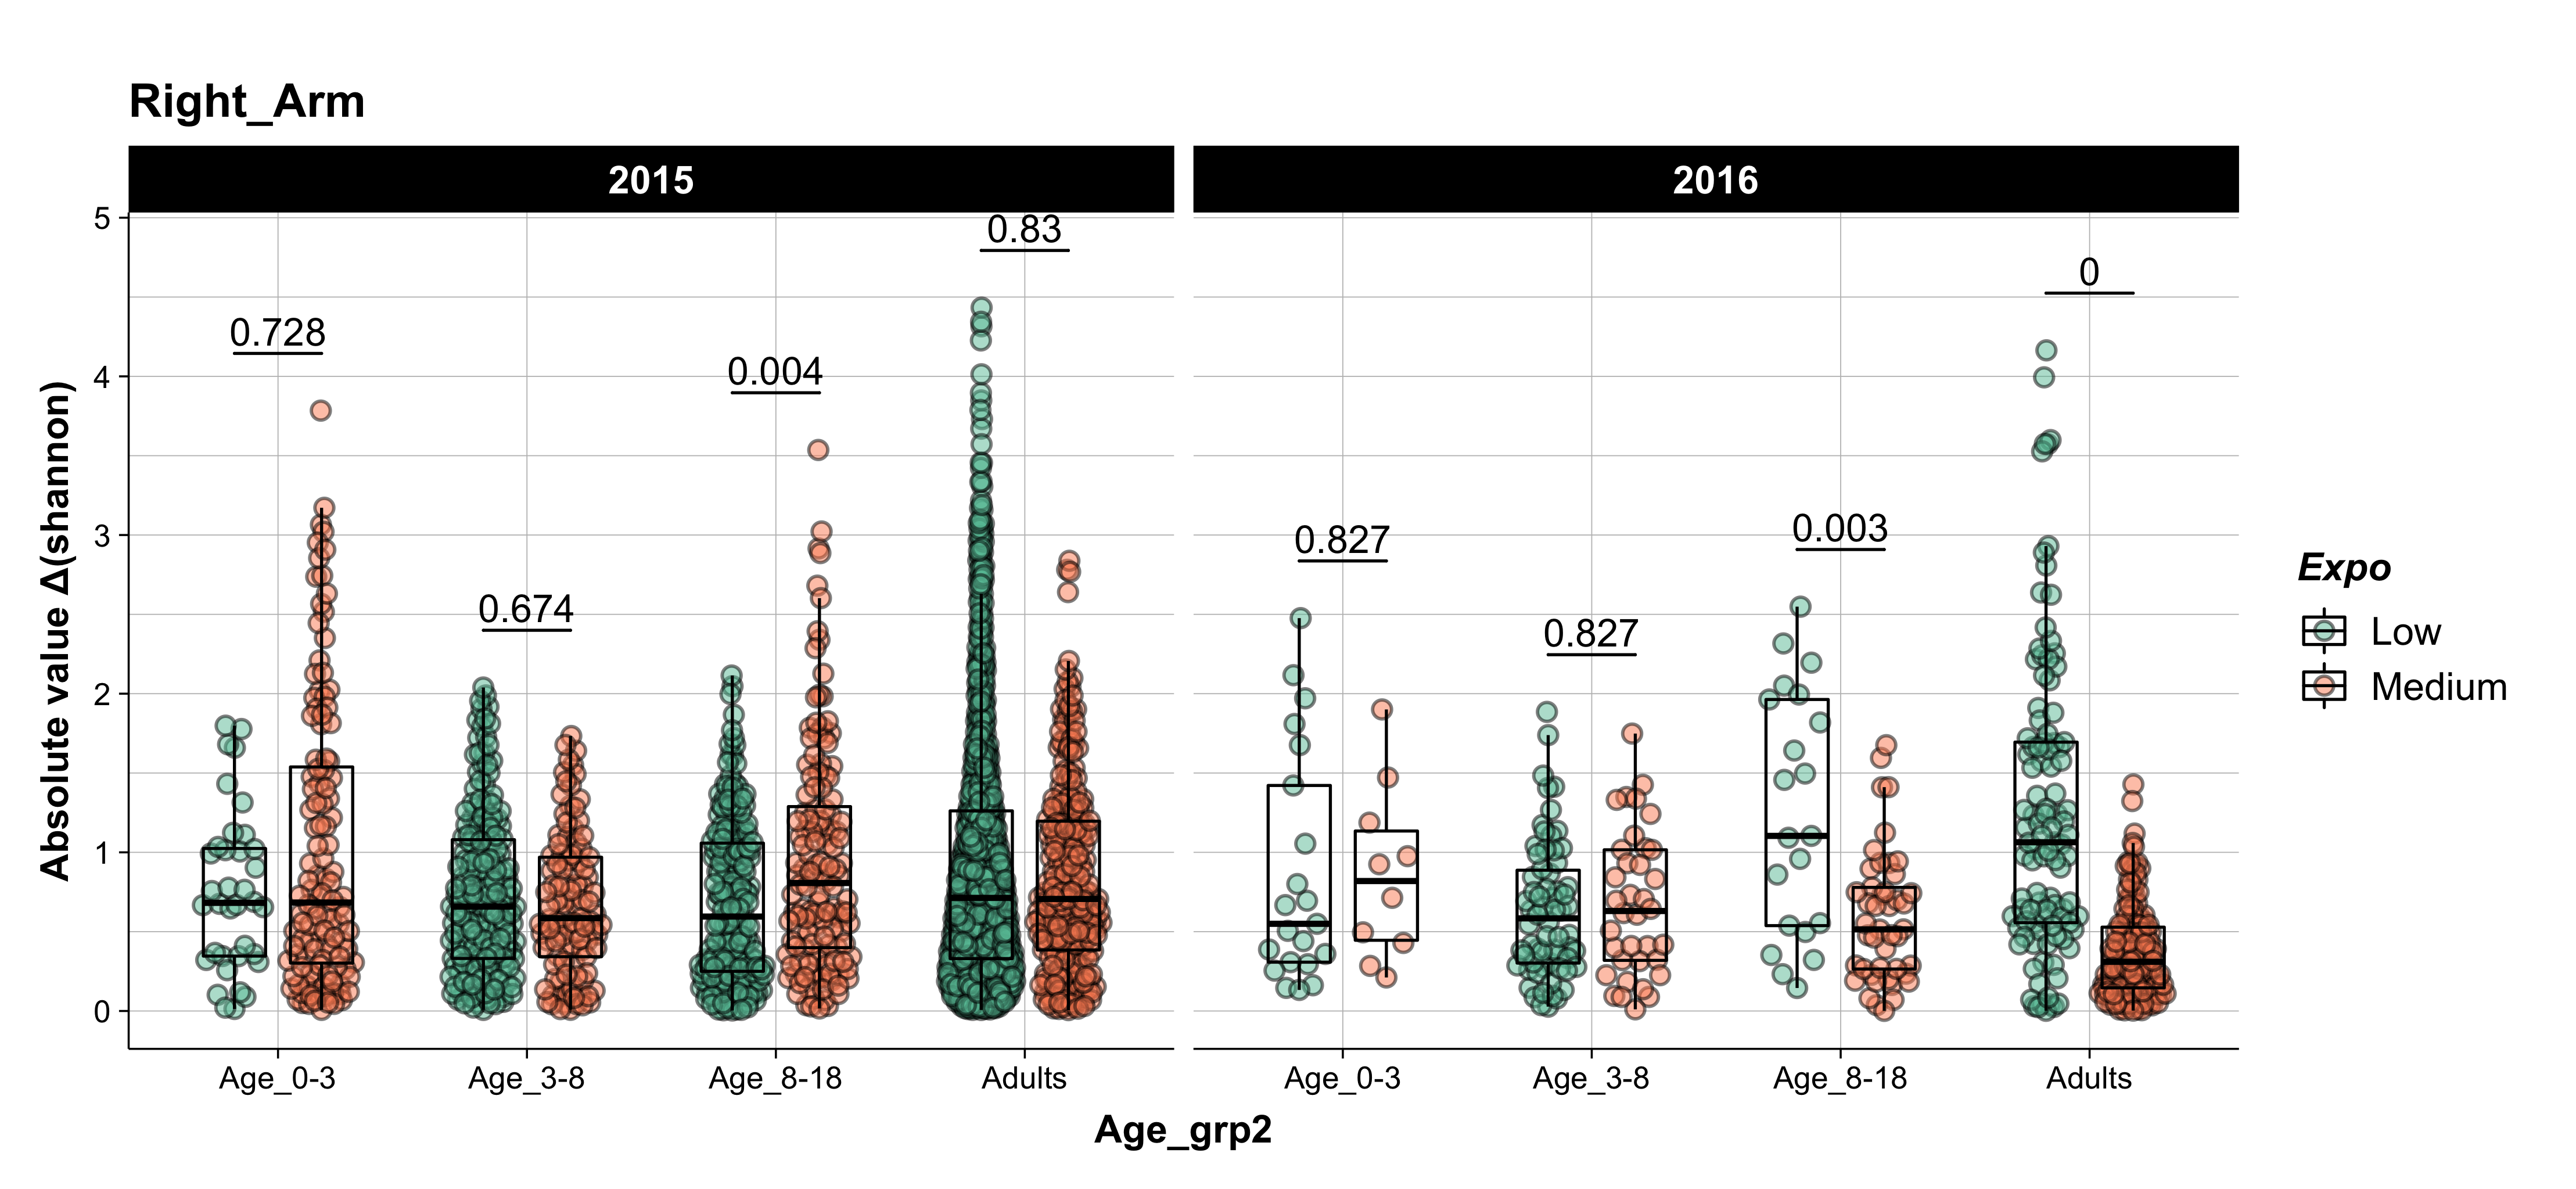 Right_Arm
2015
2016
Absolute value Δ(shannon)
5
4
3
2
1
0
0.728
0.674
0.004
0.83
0.827
0.827
0.003
0
Age_0-3
Age_3-8
Age_8-18
Adults
Age_0-3
Age_3-8
Age_8-18
Adults
Age_grp2
Expo
Low
Medium